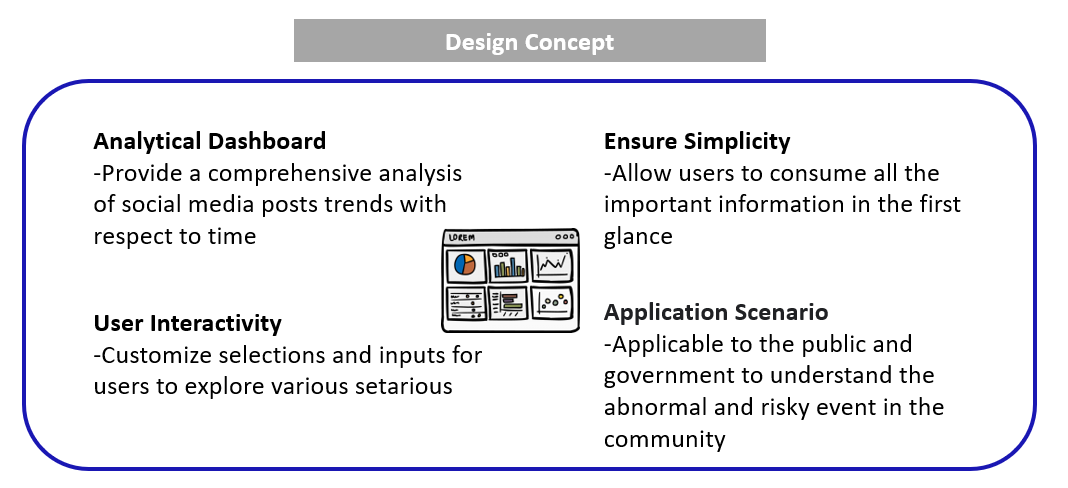 Design Concept
Analytical Dashboard
-Provide a comprehensive analysis
of social media posts trends with
respect to time
User Interactivity
-Customize selections and inputs for
users to explore various setarious
LOREM
Ensure Simplicity
-Allow users to consume all the
important information in the first
glance
Application Scenario
-Applicable to the public and
government to understand the
abnormal and risky event in the
community